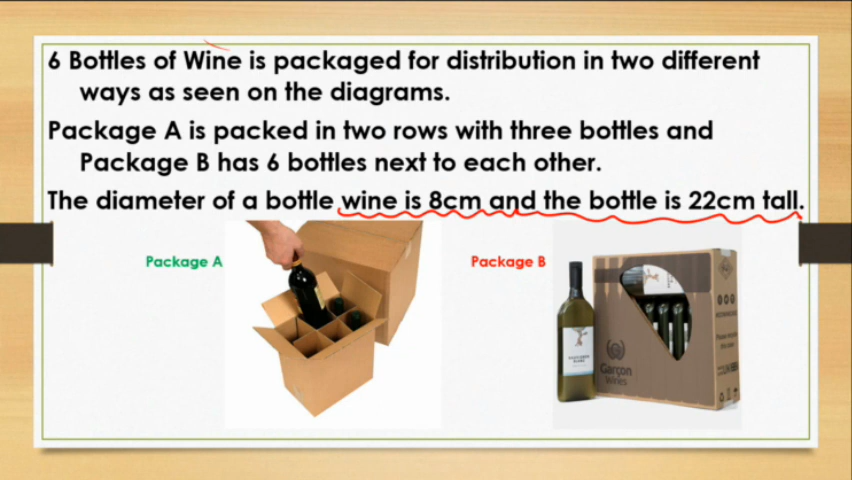 6 Bottles of Wine is packaged for distribution in two different
ways as seen on the diagrams.
Package A is packed in two rows with three bottles and
Package B has 6 bottles next to each other.
The diameter of a bottle wine is 8cm and the bottle is 22cm tall.
Package A
Package B
Garçon
Wines